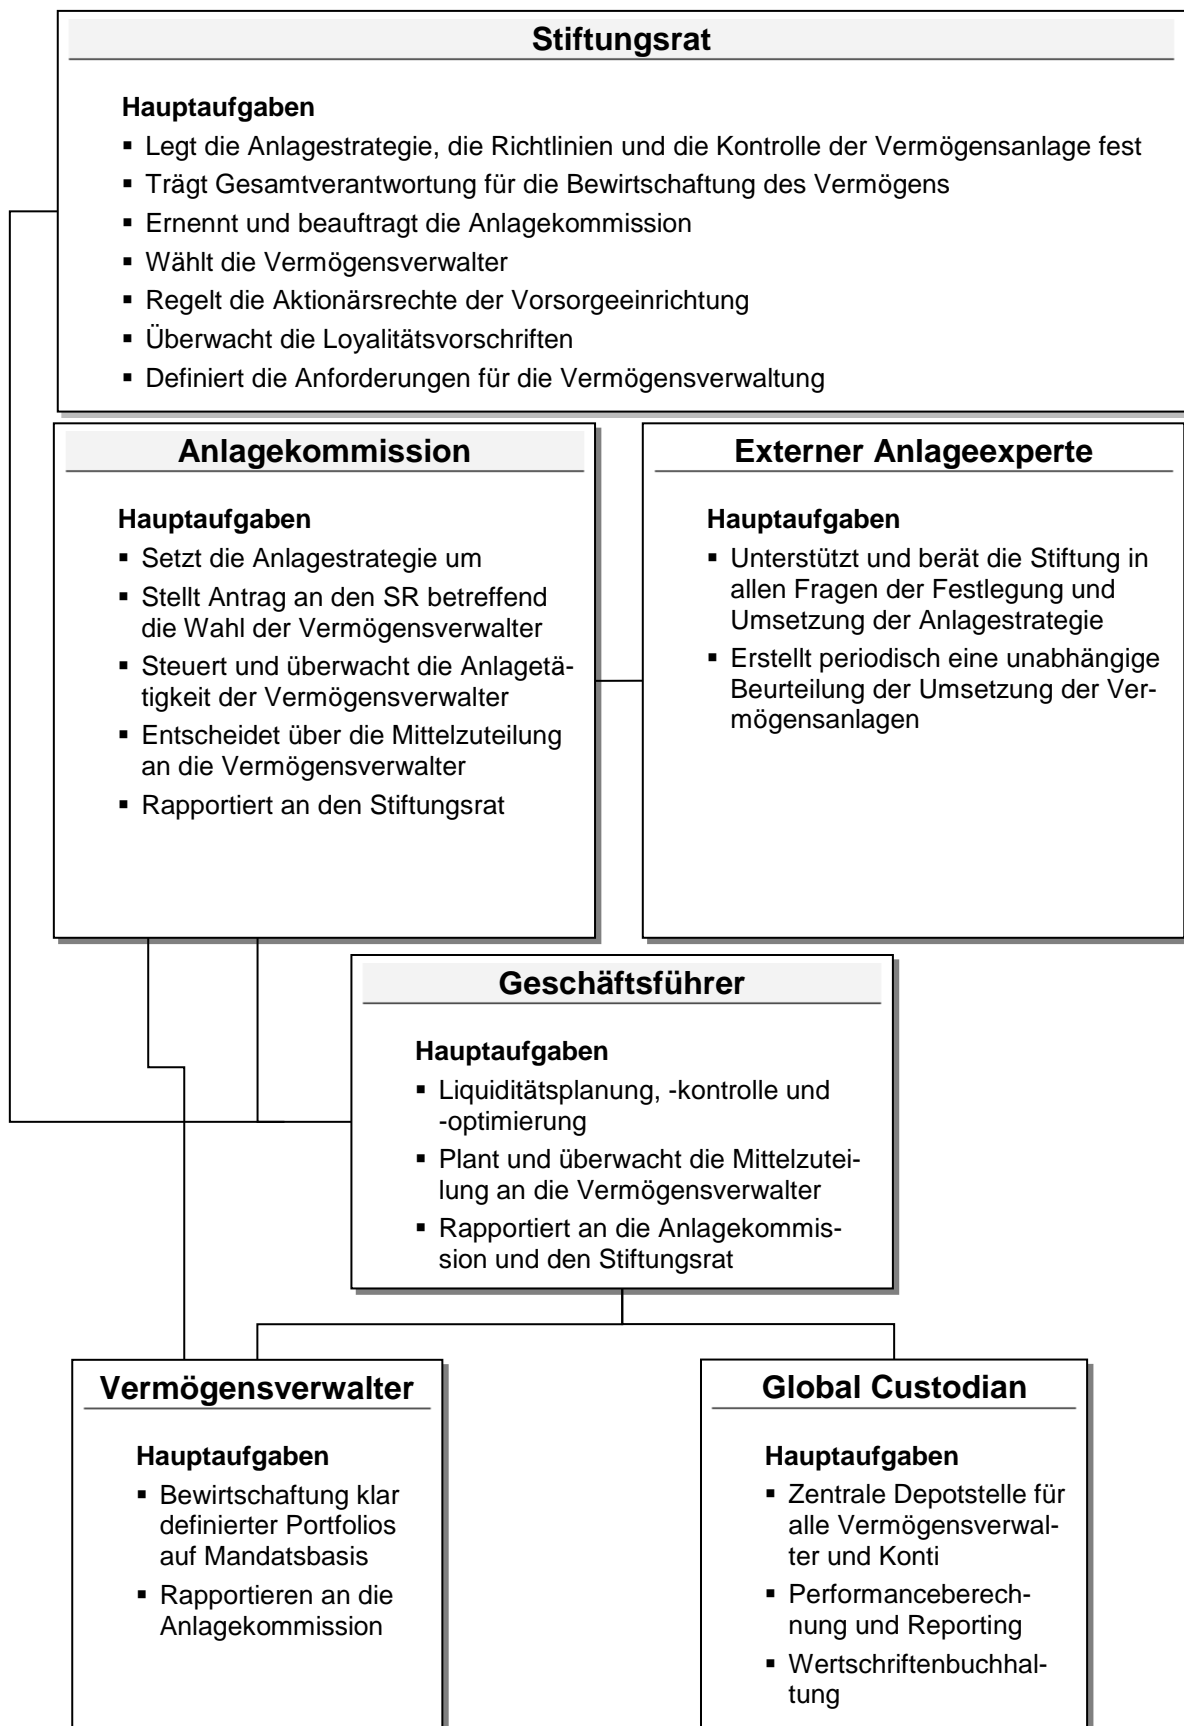 Stiftungsrat
Hauptaufgaben
▪ Legt die Anlagestrategie, die Richtlinien und die Kontrolle der Vermögensanlage fest
▪ Trägt Gesamtverantwortung für die Bewirtschaftung des Vermögens
▪ Ernennt und beauftragt die Anlagekommission
▪ Wählt die Vermögensverwalter
▪ Regelt die Aktionärsrechte der Vorsorgeeinrichtung
▪ Überwacht die Loyalitätsvorschriften
▪ Definiert die Anforderungen für die Vermögensverwaltung
Anlagekommission
Hauptaufgaben
▪ Setzt die Anlagestrategie um
▪ Stellt Antrag an den SR betreffend
die Wahl der Vermögensverwalter
▪ Steuert und überwacht die Anlagetä-
tigkeit der Vermögensverwalter
▪ Entscheidet über die Mittelzuteilung
an die Vermögensverwalter
▪ Rapportiert an den Stiftungsrat
Externer Anlageexperte
Hauptaufgaben
▪ Unterstützt und berät die Stiftung in
allen Fragen der Festlegung und
Umsetzung der Anlagestrategie
▪ Erstellt periodisch eine unabhängige
Beurteilung der Umsetzung der Ver-
mögensanlagen
Geschäftsführer
Hauptaufgaben
▪ Liquiditätsplanung, -kontrolle und
-optimierung
▪ Plant und überwacht die Mittelzutei-
lung an die Vermögensverwalter
▪ Rapportiert an die Anlagekommis-
sion und den Stiftungsrat
Vermögensverwalter
Hauptaufgaben
▪ Bewirtschaftung klar
definierter Portfolios
auf Mandatsbasis
▪ Rapportieren an die
Anlagekommission
Global Custodian
Hauptaufgaben
▪ Zentrale Depotstelle für
alle Vermögensverwal-
ter und Konti
▪ Performanceberech-
nung und Reporting
▪ Wertschriftenbuchhal-
tung